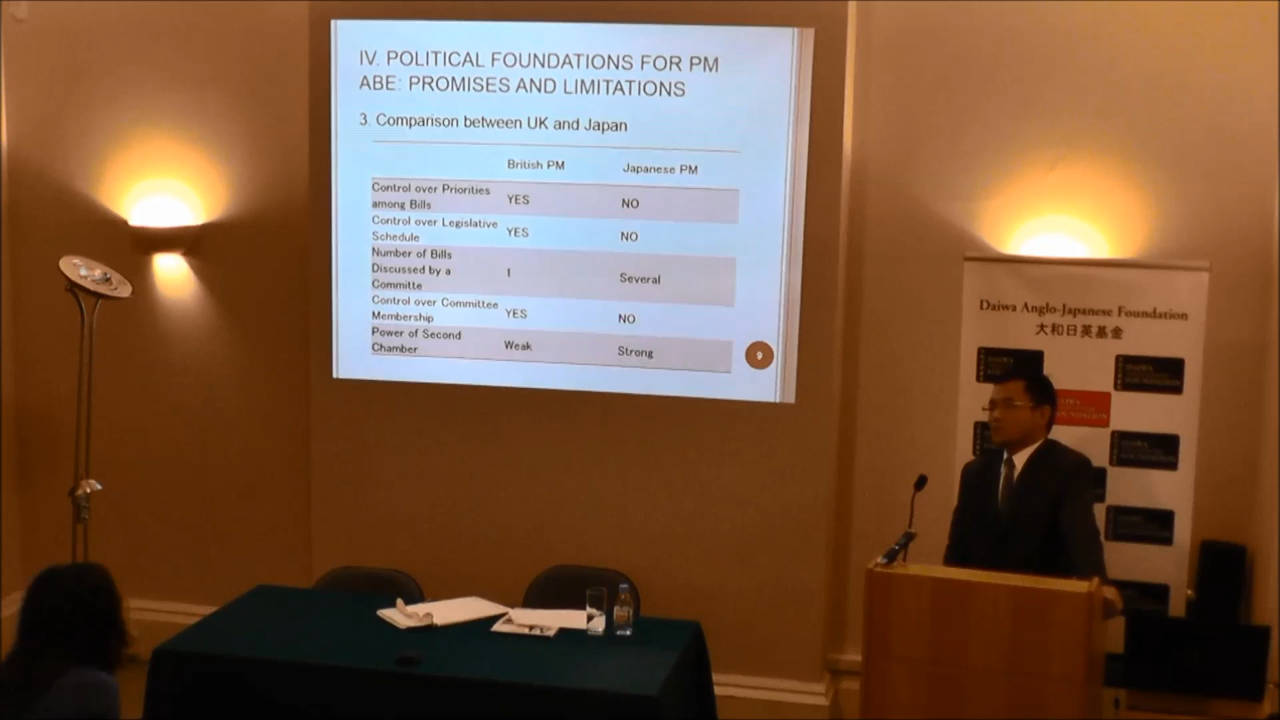 IV. POLITICAL FOUNDATIONS FOR PM
ABE: PROMISES AND LIMITATIONS
3. Comparison between UK and Japan
British PM Japanese PM
Control over Priorities
among Bills YES NO
Control over Legislative
Schedule YES NO
Number of Bills
Discussed by a 1 Several
Committe
Control over Committee
Membership YES NO
Power of Second
Chamber Weak Strong
9
Daiwa Anglo-Japanese Foundation
大和日英基金